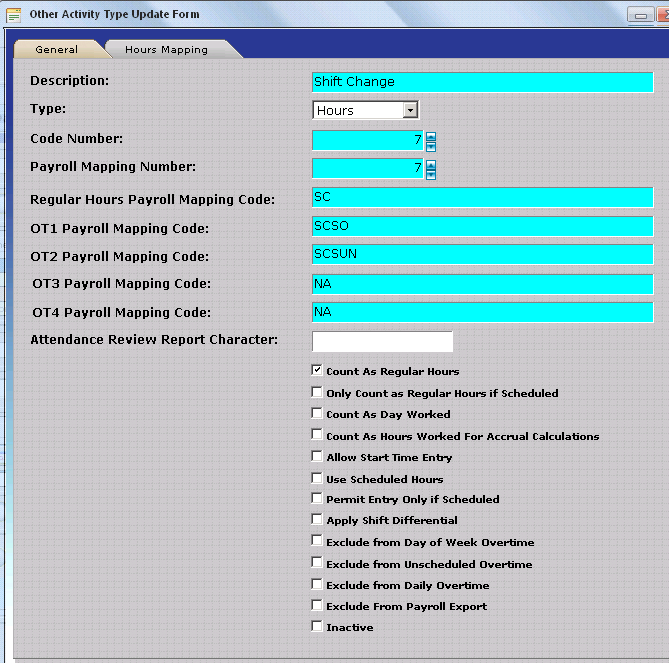 Other Activity Type Update Form
General Hours Mapping
Description: Shift Change
Type: Hours
Code Number: 7
Payroll Mapping Number: 7
Regular Hours Payroll Mapping Code: SC
OT1 Payroll Mapping Code: SCSO
OT2 Payroll Mapping Code: SCSUN
OT3 Payroll Mapping Code: NA
OT4 Payroll Mapping Code: NA
Attendance Review Report Character:
Count As Regular Hours
Only Count as Regular Hours if Scheduled
Count As Day Worked
Count As Hours Worked For Accrual Calculations
Allow Start Time Entry
Use Scheduled Hours
Permit Entry Only if Scheduled
Apply Shift Differential
Exclude from Day of Week Overtime
Exclude from Unscheduled Overtime
Exclude from Daily Overtime
Exclude From Payroll Export
Inactive